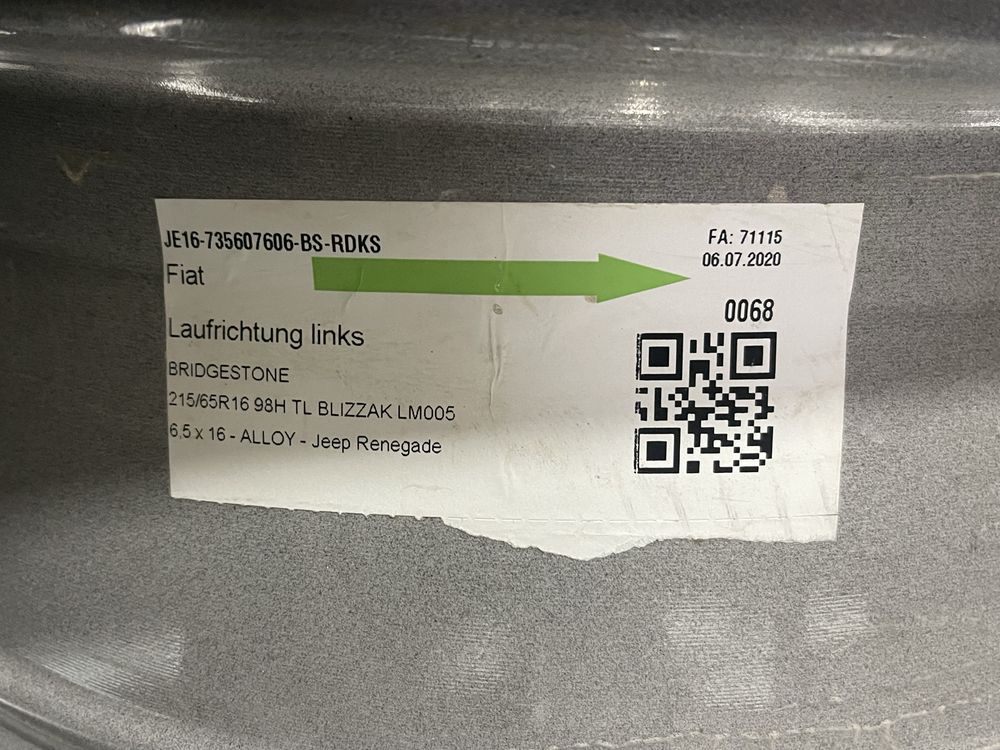 JE16-735607606-BS-RDKS
FA: 71115
Fiat
06.07.2020
0068
Laufrichtung links
BRIDGESTONE
215/65R16 98H TL BLIZZAK LM005
6,5 x 16 - ALLOY - Jeep Renegade